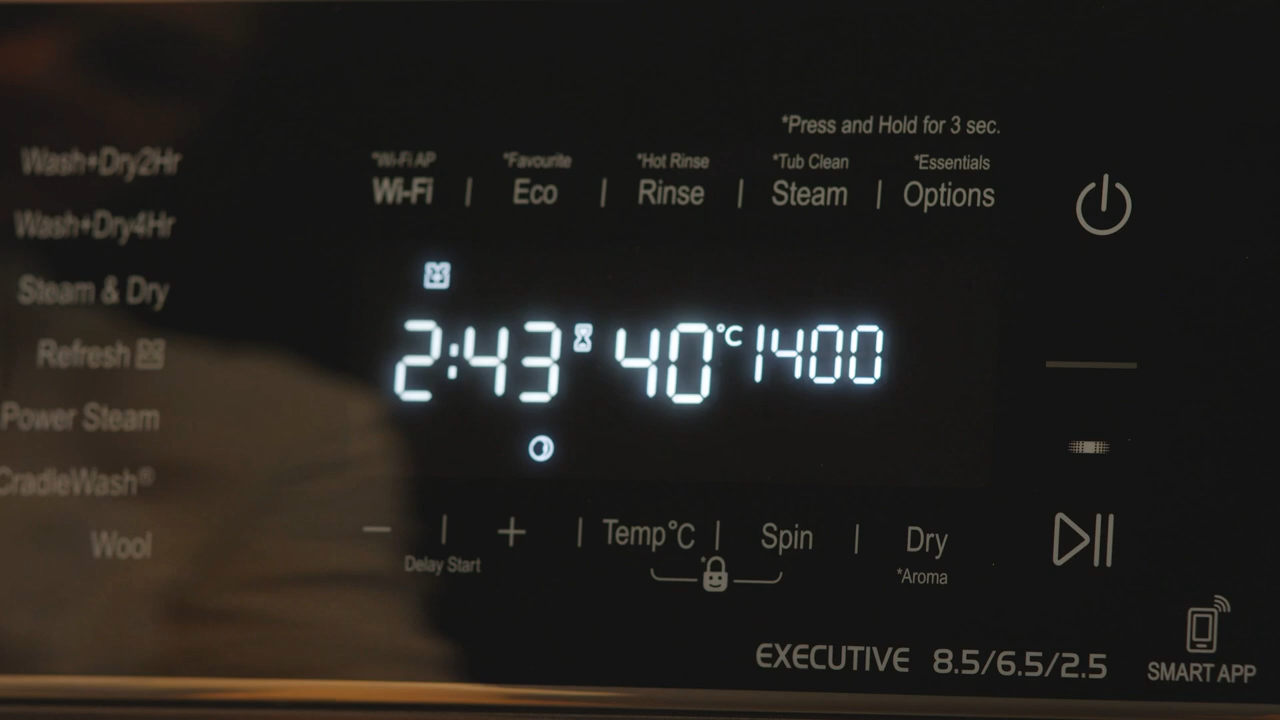 *Press and Hold for 3 sec.
*Wi-Fi AP *Favourite *Hot Rinse *Tub Clean *Essentials
Wi-Fi | Eco | Rinse | Steam | Options
Wash+Dry2Hr
Wash+Dry4Hr
Steam & Dry
Refresh
Power Steam
CradleWash®
Wool
2:43 40 °C 1400
− | + | Temp°C | Spin | Dry
Delay Start
*
*Aroma
EXECUTIVE 8.5/6.5/2.5
SMART APP